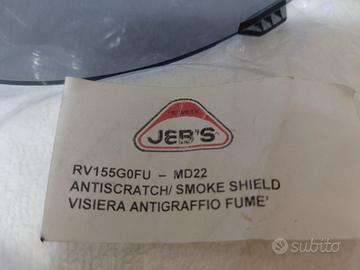 JEB'S
RV155G0FU - MD22
ANTISCRATCH/ SMOKE SHIELD
VISIERA ANTIGRAFFIO FUME'
subito